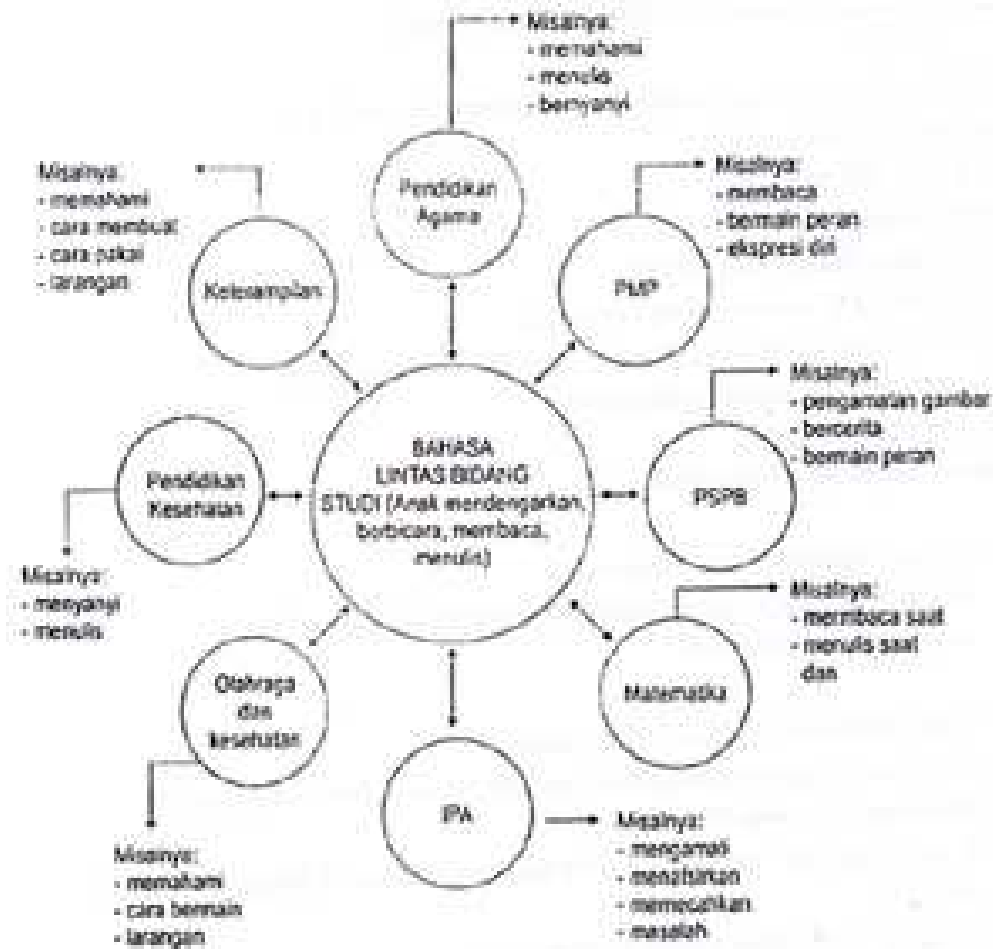 Misalnya:
- memahami
- menulis
- bernyanyi
Pendidikan
Agama
Misalnya:
- memahami
- cara membuat
- cara pakai
- larangan
Keterampilan
Misalnya:
- membaca
- bermain peran
- ekspresi diri
PMP
Misalnya:
- pengamatan gambar
- bercerita
- bermain peran
PSPB
BAHASA
LINTAS BIDANG
STUDI (Anak mendengarkan,
berbicara, membaca,
menulis)
Pendidikan
Kesehatan
Misalnya:
- menyanyi
- menulis
Misalnya:
- membaca saat
- menulis saat
dan
Matematika
Olahraga
dan
kesehatan
Misalnya:
- memahami
- cara bermain
- larangan
IPA
Misalnya:
- mengamati
- menafsirkan
- memecahkan
- masalah